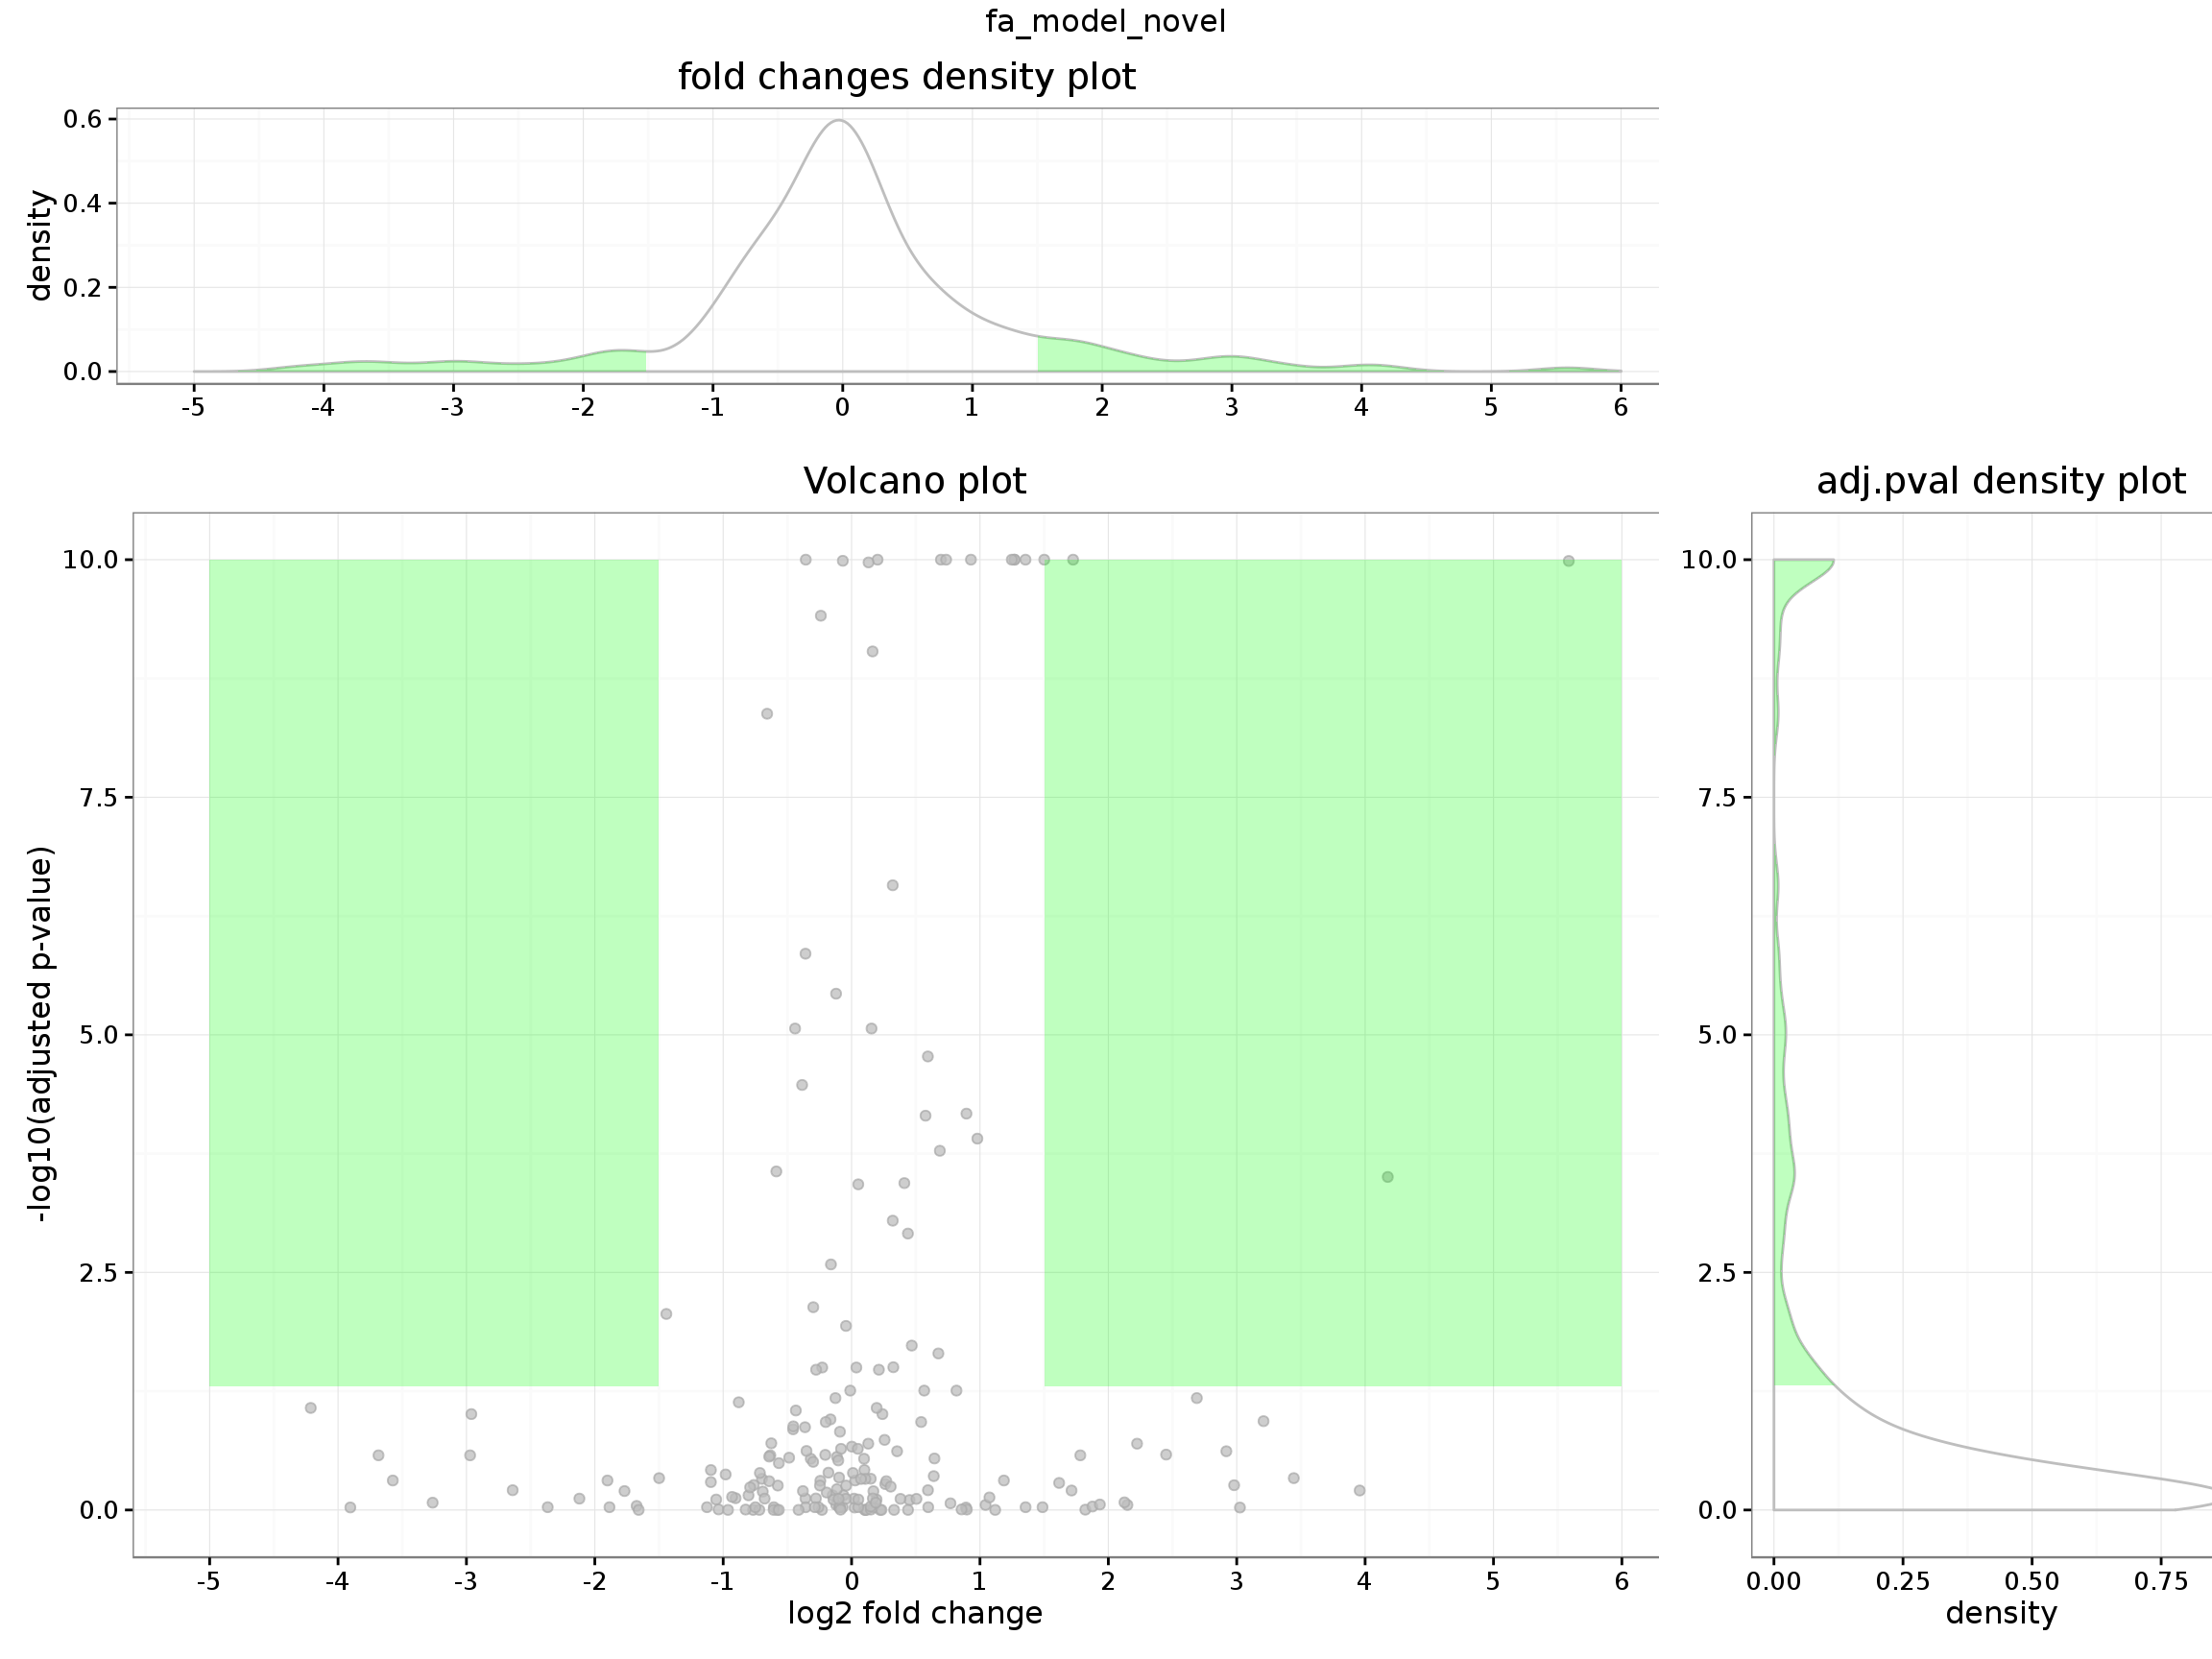 fa_model_novel
fold changes density plot
density
0.6
0.4
0.2
0.0
-5 -4 -3 -2 -1 0 1 2 3 4 5 6
Volcano plot
-log10(adjusted p-value)
10.0
7.5
5.0
2.5
0.0
-5 -4 -3 -2 -1 0 1 2 3 4 5 6
log2 fold change
adj.pval density plot
10.0
7.5
5.0
2.5
0.0
0.00 0.25 0.50 0.75
density